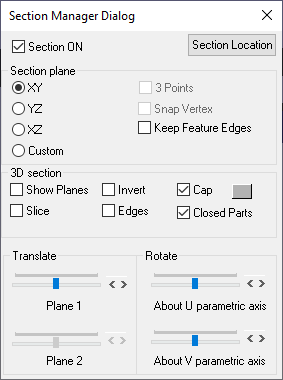 Section Manager Dialog
Section ON
Section Location
Section plane
XY
3 Points
YZ
Snap Vertex
XZ
Keep Feature Edges
Custom
3D section
Show Planes
Invert
Cap
Slice
Edges
Closed Parts
Translate
Rotate
Plane 1
About U parametric axis
Plane 2
About V parametric axis